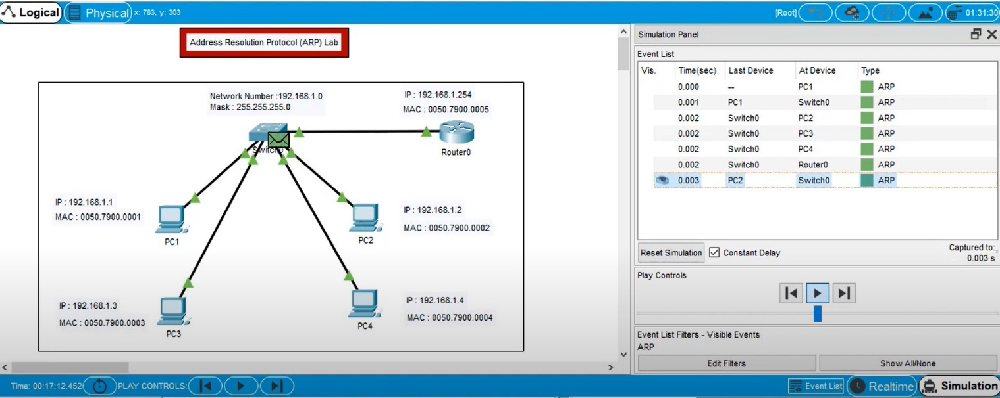 Logical Physical x: 783, y: 303 [Root] 01:31:30
Address Resolution Protocol (ARP) Lab
Network Number :192.168.1.0
Mask : 255.255.255.0
IP : 192.168.1.254
MAC : 0050.7900.0005
Switch0
Router0
IP : 192.168.1.1
MAC : 0050.7900.0001
PC1
IP : 192.168.1.2
MAC : 0050.7900.0002
PC2
IP : 192.168.1.3
MAC : 0050.7900.0003
PC3
IP : 192.168.1.4
MAC : 0050.7900.0004
PC4
Simulation Panel
Event List
Vis. Time(sec) Last Device At Device Type
0.000 -- PC1 ARP
0.001 PC1 Switch0 ARP
0.002 Switch0 PC2 ARP
0.002 Switch0 PC3 ARP
0.002 Switch0 PC4 ARP
0.002 Switch0 Router0 ARP
0.003 PC2 Switch0 ARP
Reset Simulation Constant Delay
Captured to:
0.003 s
Play Controls
Event List Filters - Visible Events
ARP
Edit Filters Show All/None
Time: 00:17:12.452 PLAY CONTROLS: Event List Realtime Simulation